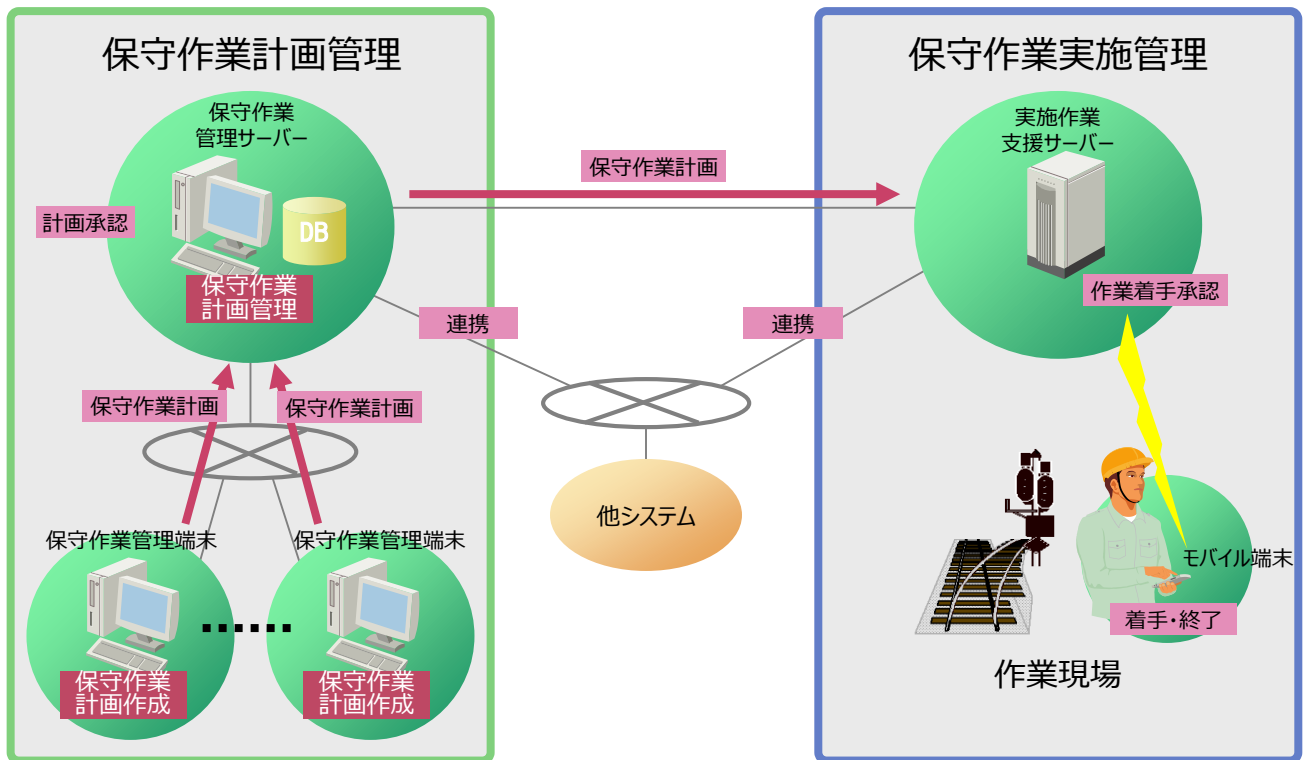 保守作業計画管理
保守作業
管理サーバー
計画承認
DB
保守作業
計画管理
保守作業計画
保守作業計画
保守作業管理端末
保守作業管理端末
保守作業
計画作成
保守作業
計画作成
保守作業計画
連携
連携
他システム
保守作業実施管理
実施作業
支援サーバー
作業着手承認
モバイル端末
着手・終了
作業現場